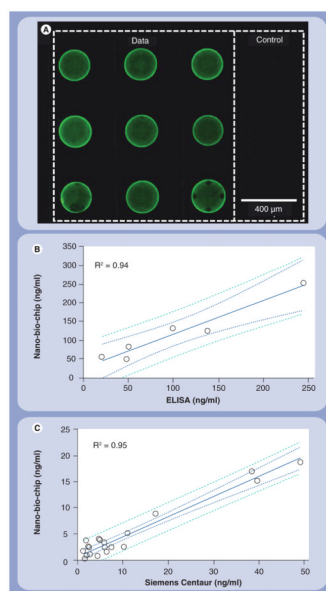 A
Data
Control
400 µm
B
R² = 0.94
350
300
250
200
150
100
50
0
Nano-bio-chip (ng/ml)
0
50
100
150
200
250
ELISA (ng/ml)
C
R² = 0.95
25
20
15
10
5
0
Nano-bio-chip (ng/ml)
0
10
20
30
40
50
Siemens Centaur (ng/ml)